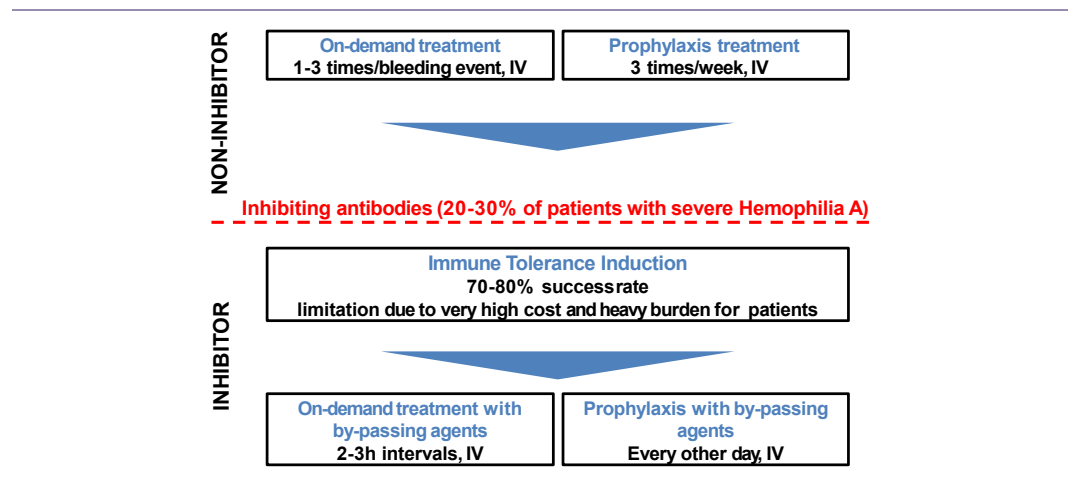 NON-INHIBITOR
On-demand treatment
1-3 times/bleeding event, IV
Prophylaxis treatment
3 times/week, IV
Inhibiting antibodies (20-30% of patients with severe Hemophilia A)
INHIBITOR
Immune Tolerance Induction
70-80% success rate
limitation due to very high cost and heavy burden for patients
On-demand treatment with
by-passing agents
2-3h intervals, IV
Prophylaxis with by-passing
agents
Every other day, IV